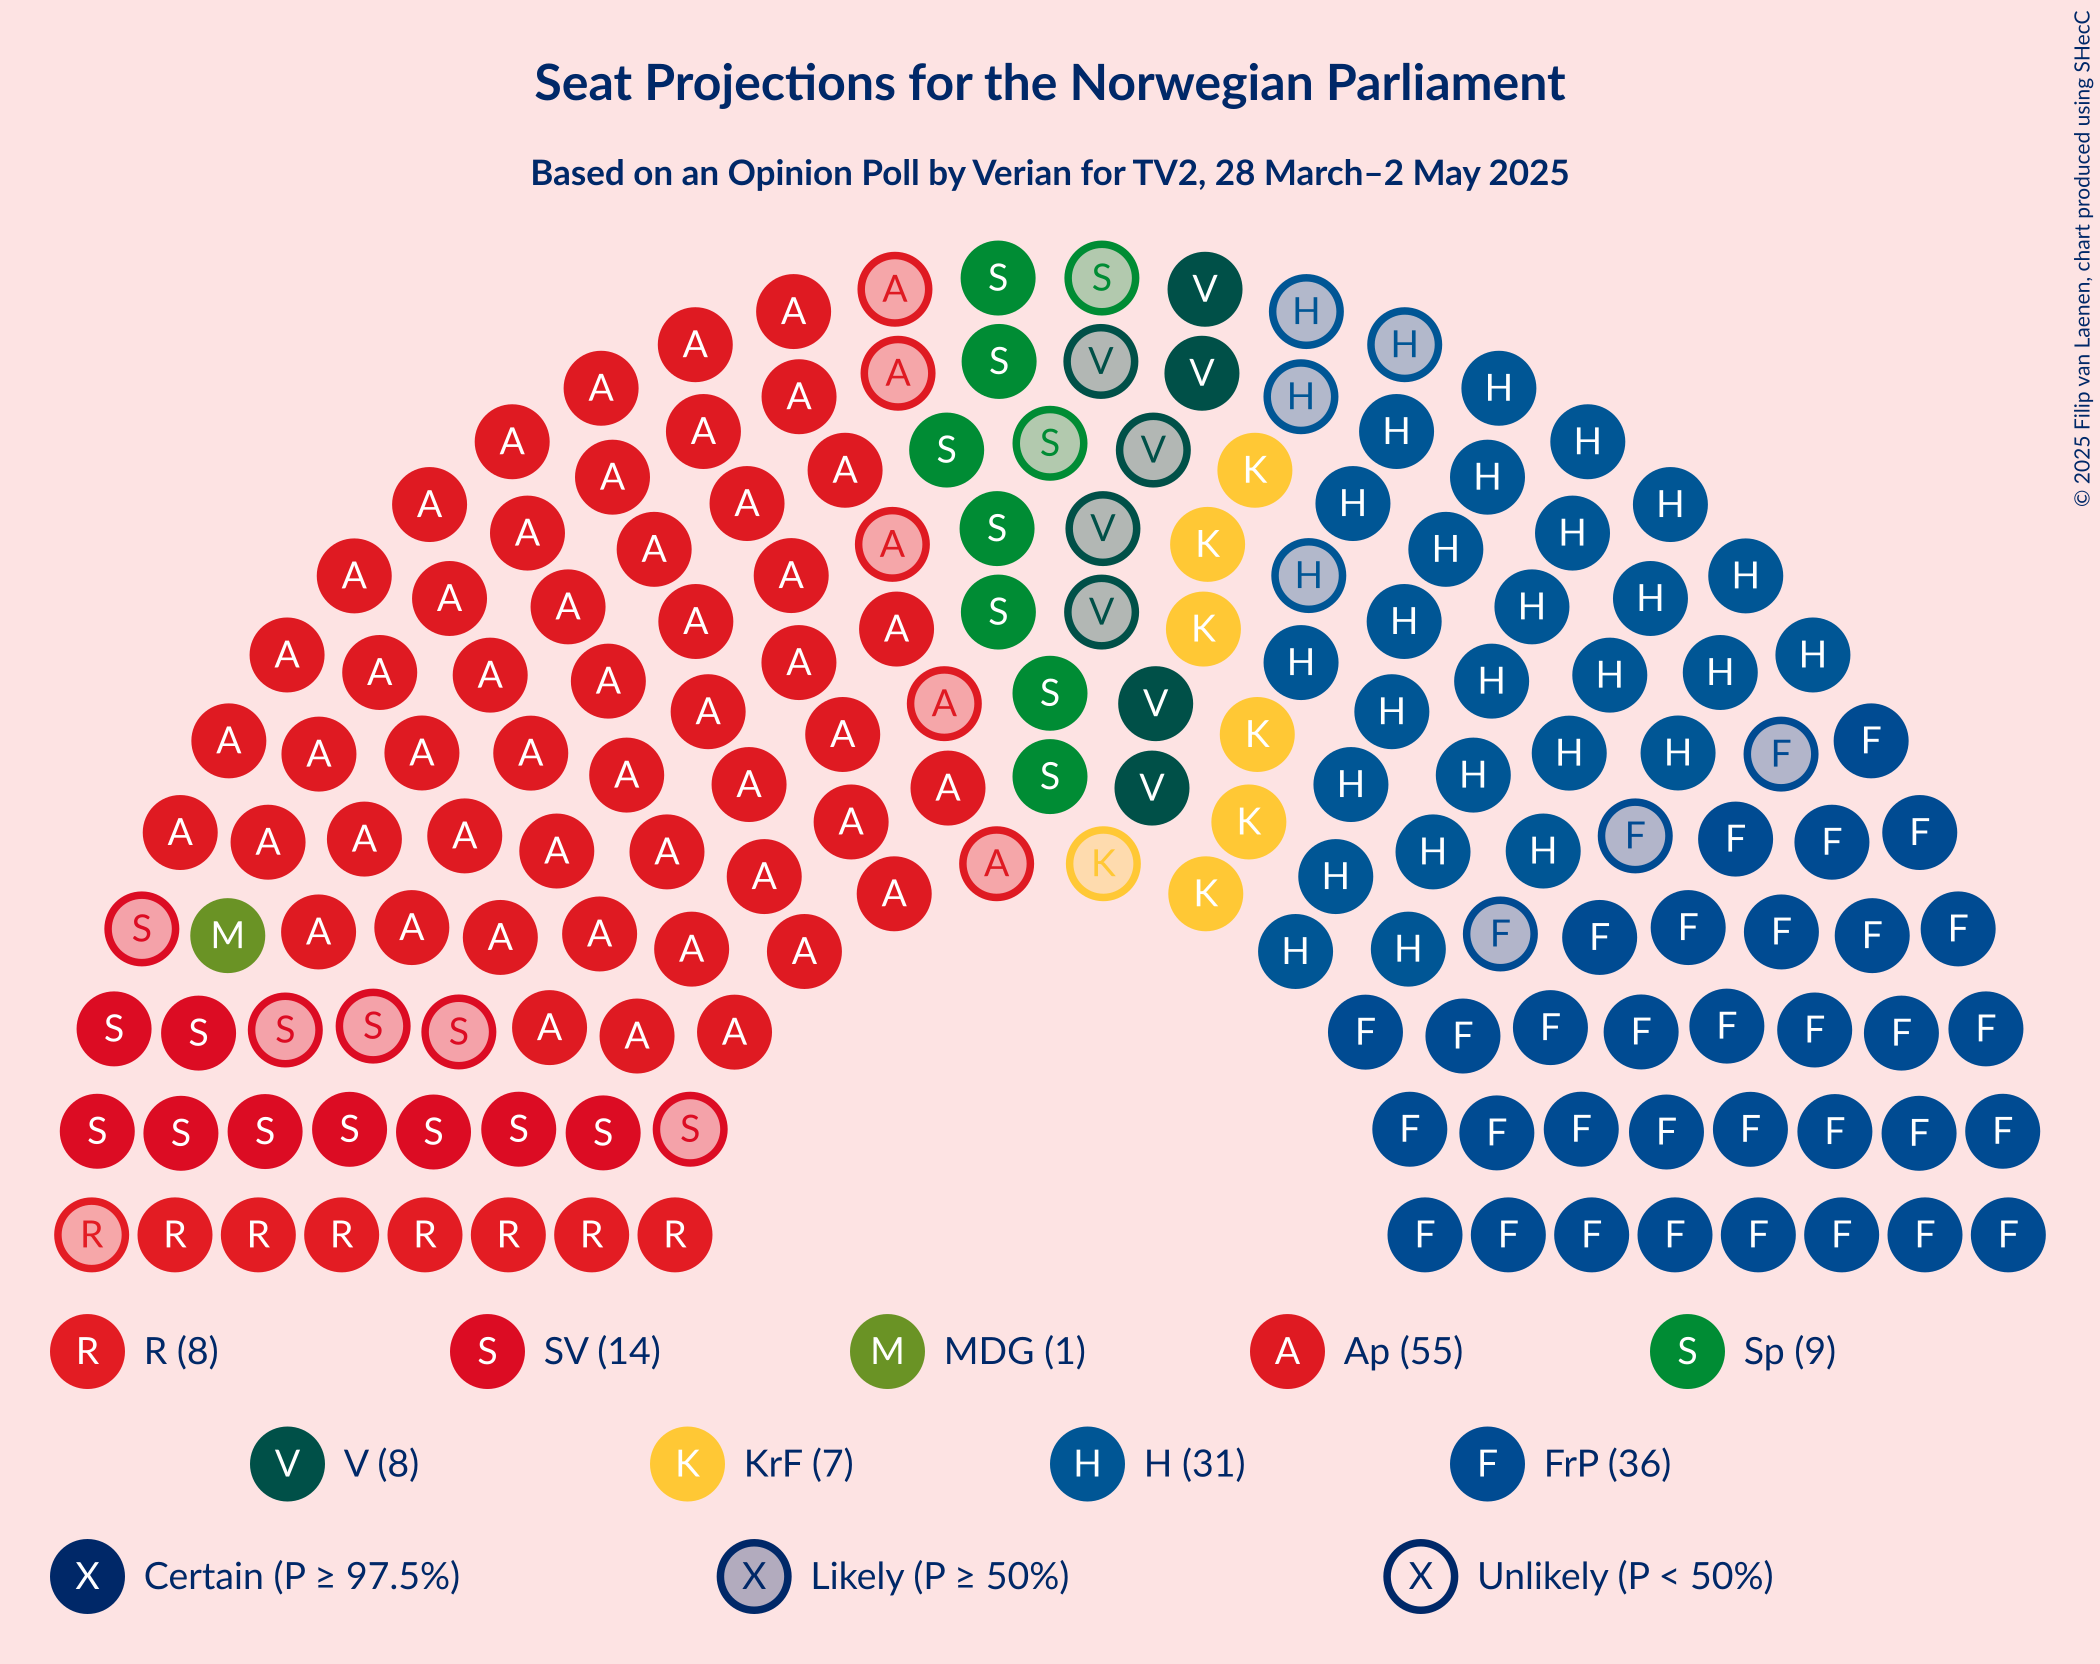 Seat Projections for the Norwegian Parliament
Based on an Opinion Poll by Verian for TV2, 28 March–2 May 2025
© 2025 Filip van Laenen, chart produced using SHecC
A S S V
A H
A H
A S V V
A H
A H
A A H H
A S S V
A K
A H
A H
A H
A A H H
A S V K
A H
A A H H
A A A A H H H H
A S V K
A A H H
A A A H H H
A A A A S V H H H H
A A A A A K H H F F
A A S V
A A A A A A A K H H H F F F F
A A A K K H
S M A A A A A A H H F F F F F F
S S S S S A A A F F F F F F F F
S S S S S S S S F F F F F F F F
R R R R R R R R F F F F F F F F
R R (8) S SV (14) M MDG (1) A Ap (55) S Sp (9)
V V (8) K KrF (7) H H (31) F FrP (36)
X Certain (P ≥ 97.5%) X Likely (P ≥ 50%) X Unlikely (P < 50%)